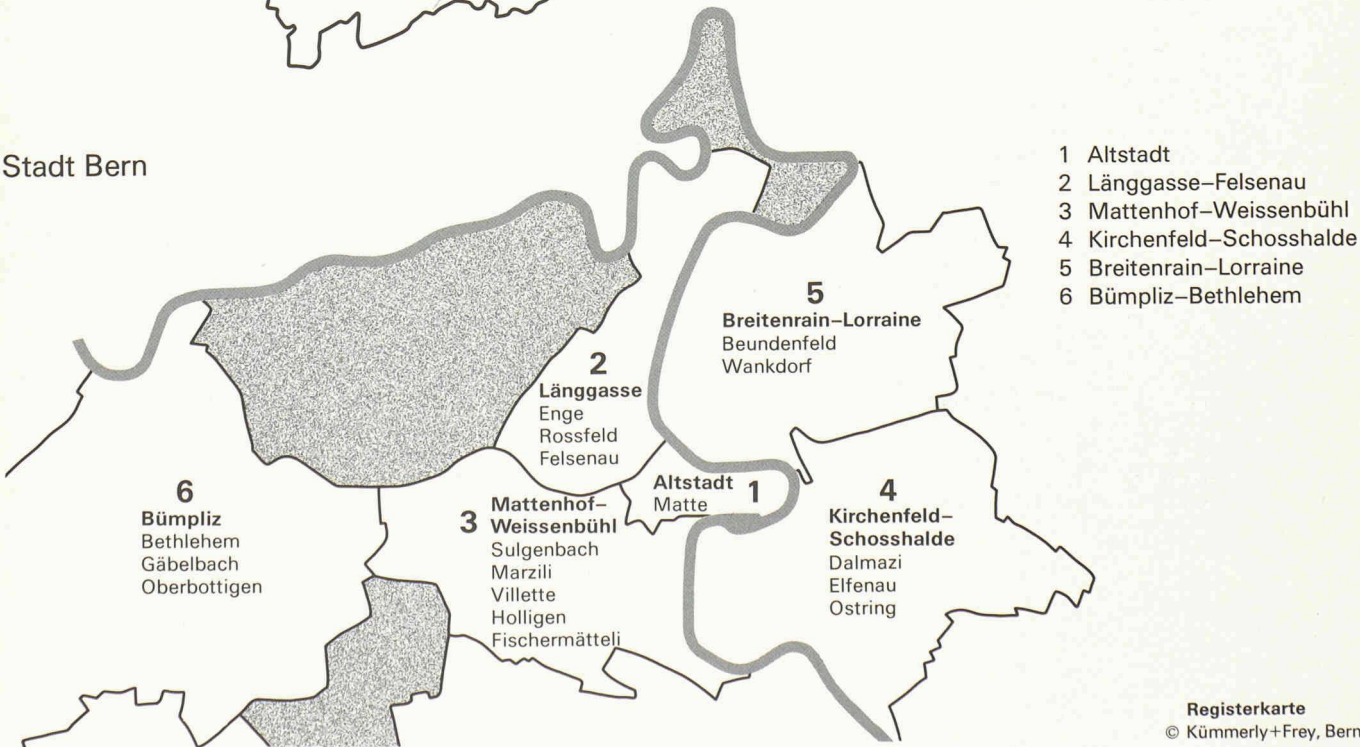 Stadt Bern
1 Altstadt
2 Länggasse–Felsenau
3 Mattenhof–Weissenbühl
4 Kirchenfeld–Schosshalde
5 Breitenrain–Lorraine
6 Bümpliz–Bethlehem
5
Breitenrain–Lorraine
Beundenfeld
Wankdorf
2
Länggasse
Enge
Rossfeld
Felsenau
Altstadt 1
Matte
6
Bümpliz
Bethlehem
Gäbelbach
Oberbottigen
3 Mattenhof–
Weissenbühl
Sulgenbach
Marzili
Villette
Holligen
Fischermätteli
4
Kirchenfeld–
Schosshalde
Dalmazi
Elfenau
Ostring
Registerkarte
© Kümmerly+Frey, Bern